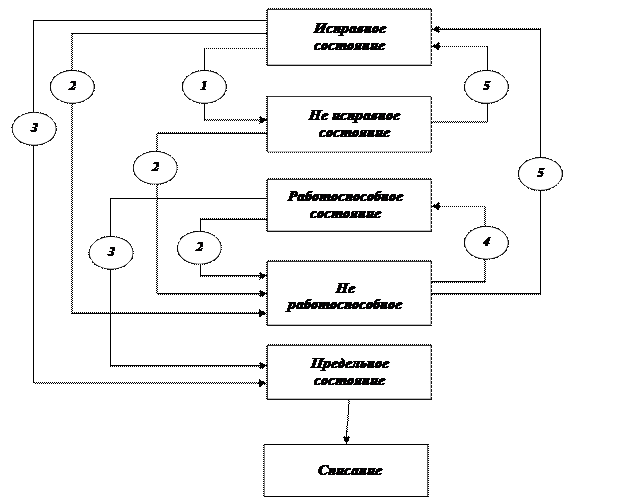 Исправное
состояние
1
5
2
3
Не исправное
состояние
2
5
Работоспособное
состояние
2
3
4
Не
работоспособное
Предельное
состояние
Списание